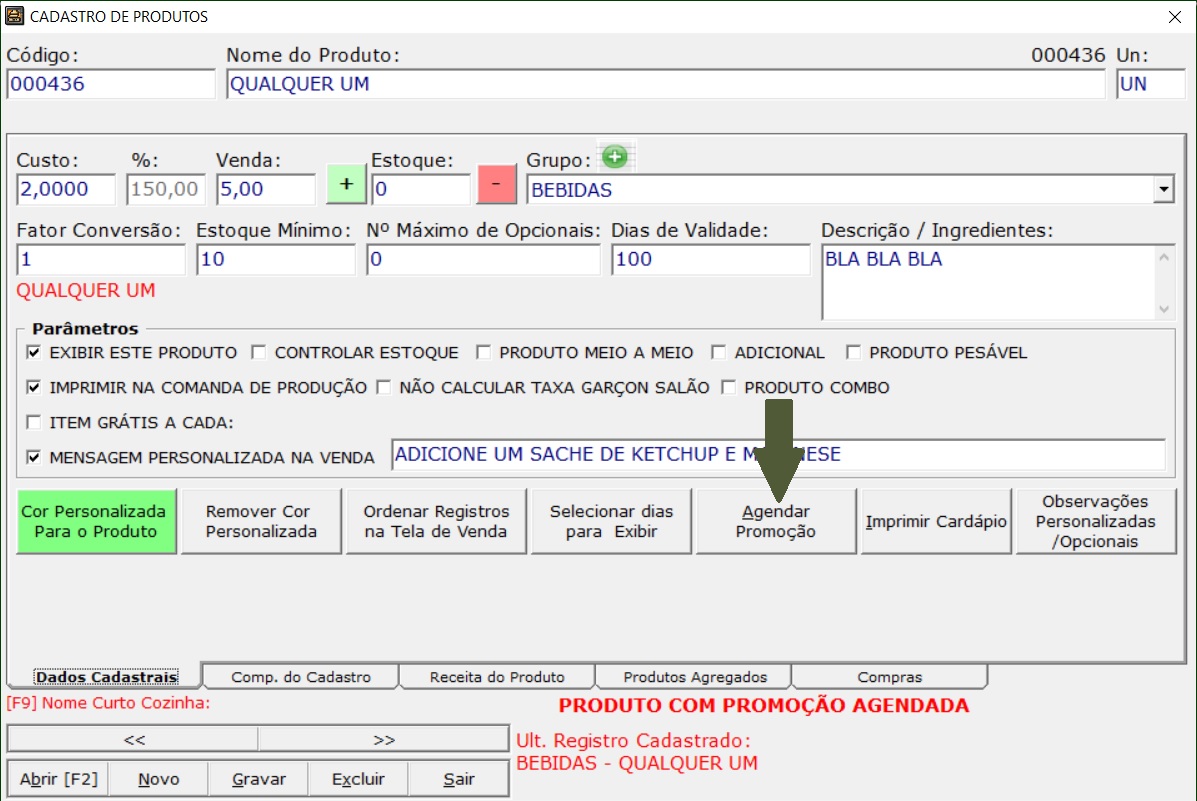 CADASTRO DE PRODUTOS
Código: Nome do Produto: 000436 Un:
000436 QUALQUER UM UN
Custo: %: Venda: + Estoque: - Grupo:
2,0000 150,00 5,00 0 BEBIDAS
Fator Conversão: Estoque Mínimo: Nº Máximo de Opcionais: Dias de Validade: Descrição / Ingredientes:
1 10 0 100 BLA BLA BLA
QUALQUER UM
Parâmetros
EXIBIR ESTE PRODUTO CONTROLAR ESTOQUE PRODUTO MEIO A MEIO ADICIONAL PRODUTO PESÁVEL
IMPRIMIR NA COMANDA DE PRODUÇÃO NÃO CALCULAR TAXA GARÇON SALÃO PRODUTO COMBO
ITEM GRÁTIS A CADA:
MENSAGEM PERSONALIZADA NA VENDA ADICIONE UM SACHE DE KETCHUP E
Cor Personalizada
Para o Produto
Remover Cor
Personalizada
Ordenar Registros
na Tela de Venda
Selecionar dias
para Exibir
Agendar
Promoção
Imprimir Cardápio
Observações
Personalizadas
/Opcionais
Dados Cadastrais Comp. do Cadastro Receita do Produto Produtos Agregados Compras
[F9] Nome Curto Cozinha: PRODUTO COM PROMOÇÃO AGENDADA
<< >> Ult. Registro Cadastrado:
BEBIDAS - QUALQUER UM
Abrir [F2] Novo Gravar Excluir Sair